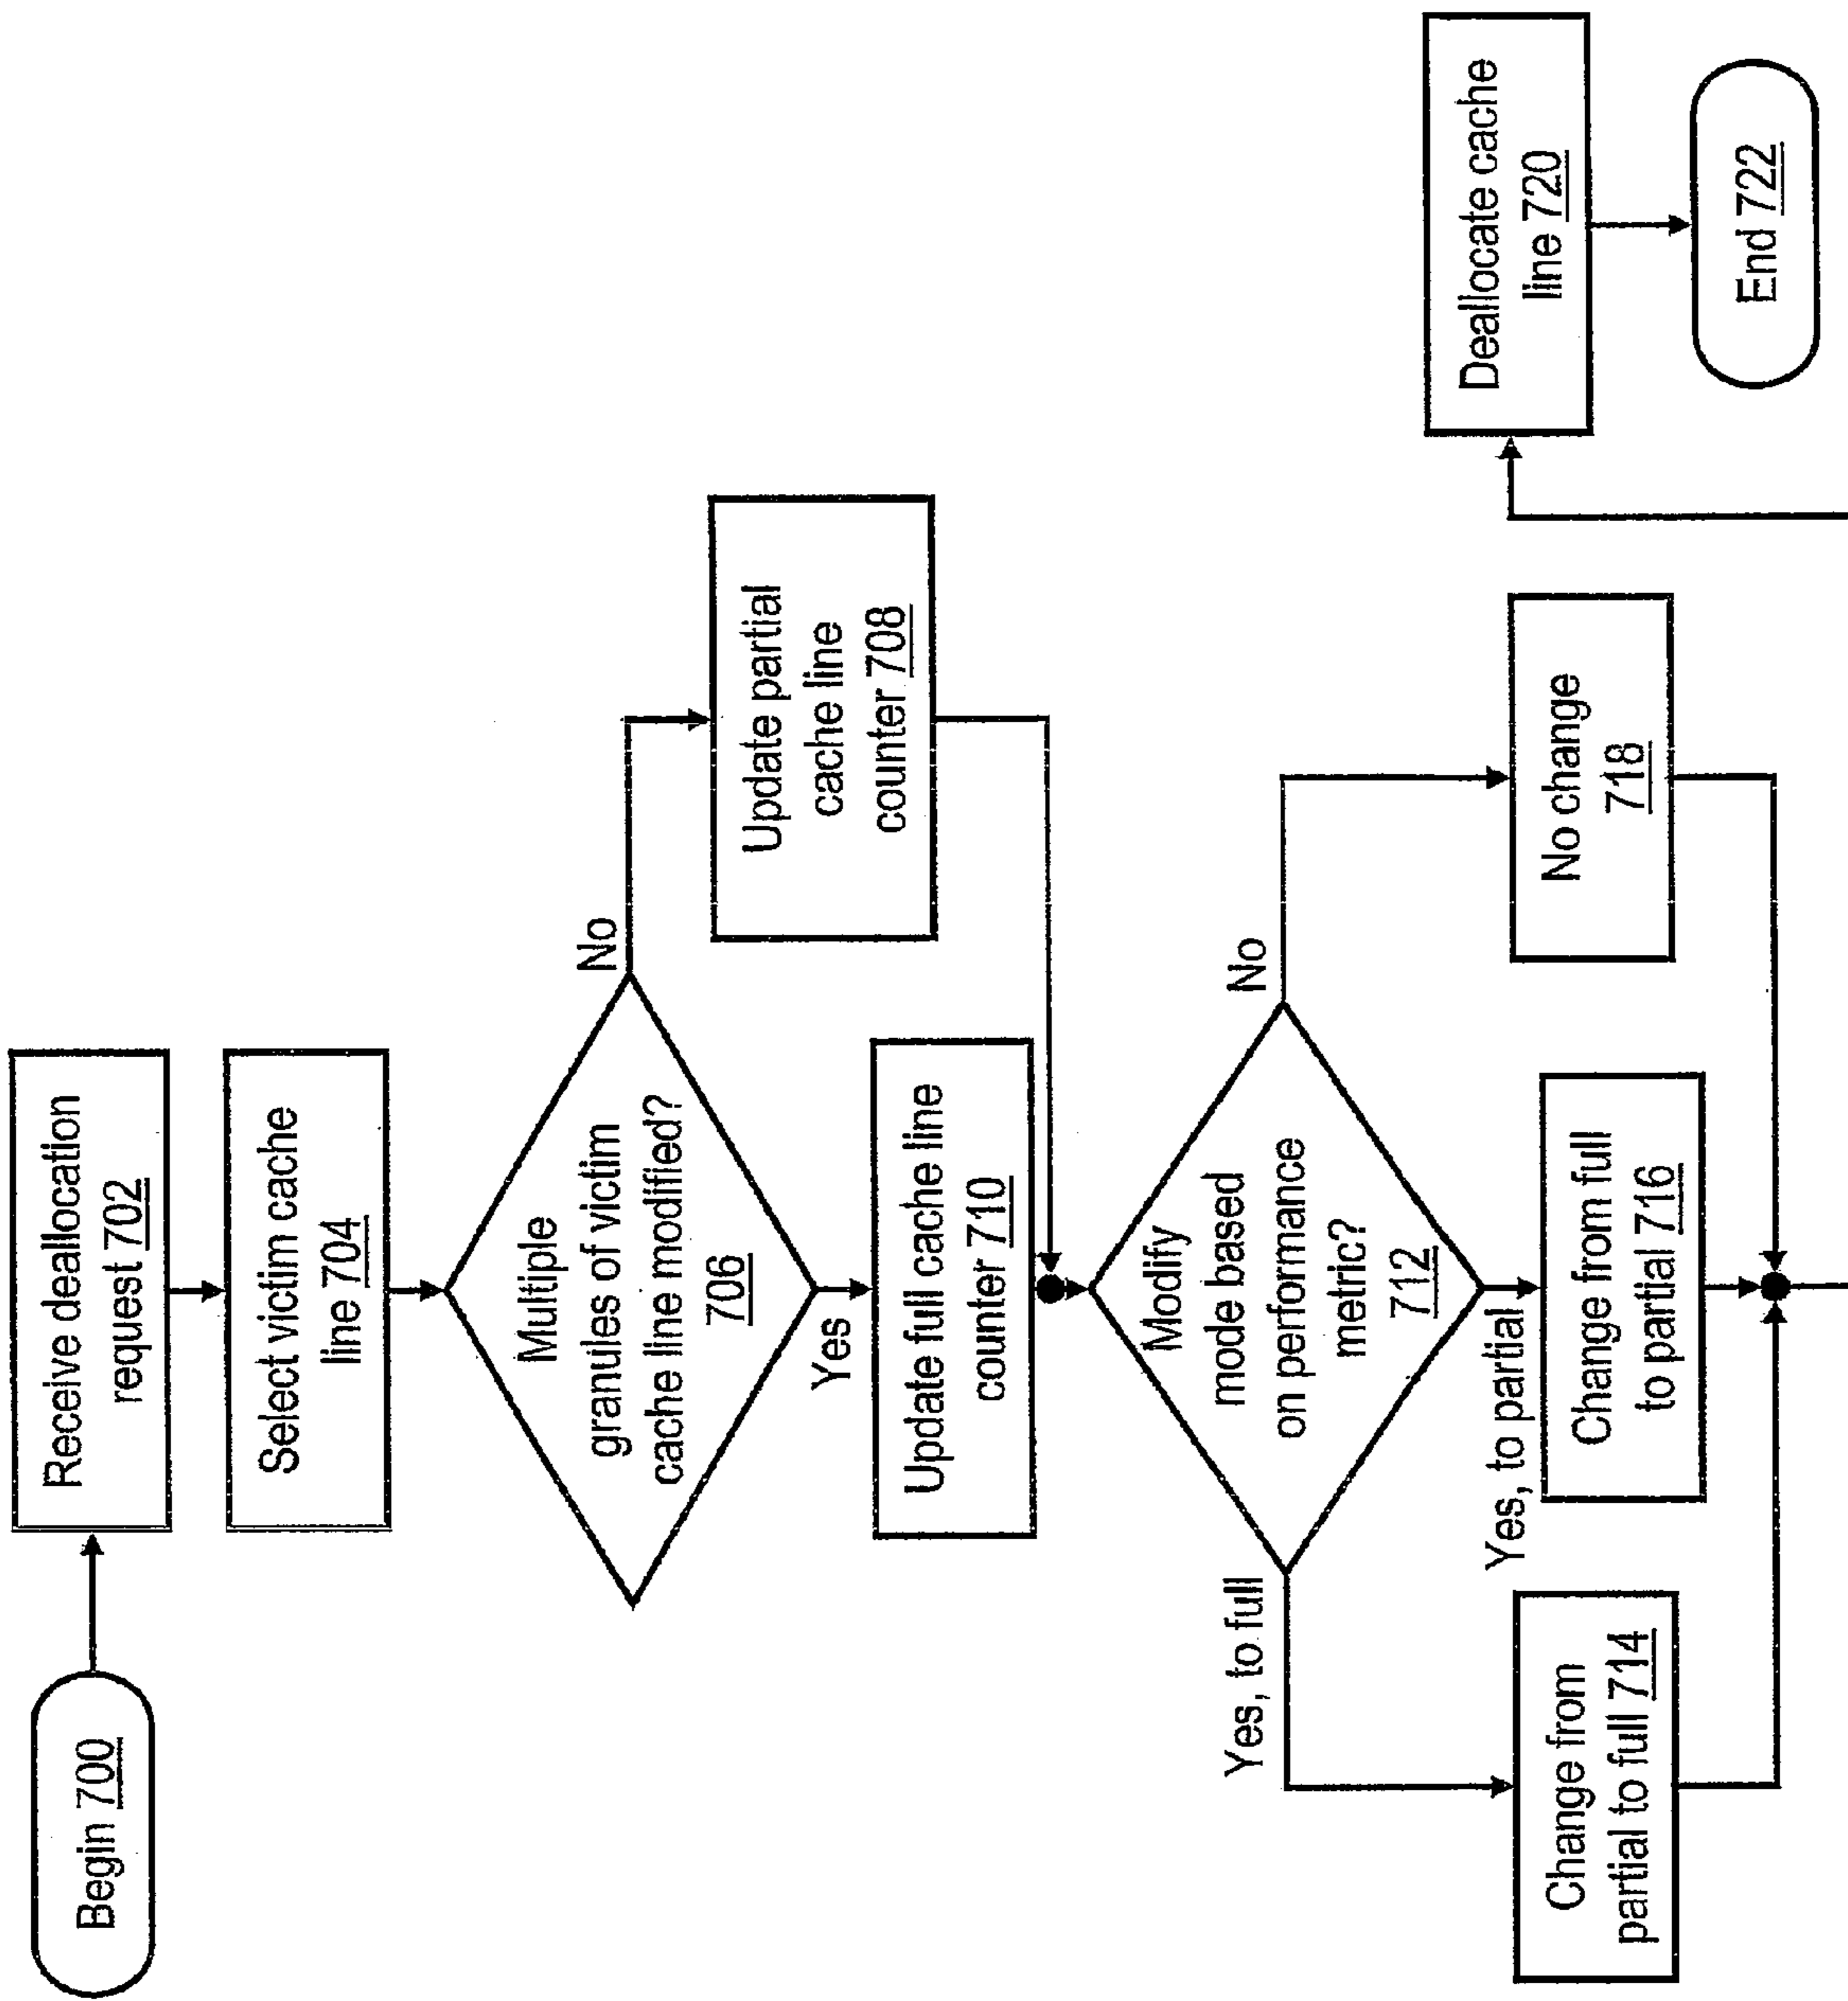 Begin 700
Receive deallocation
request 702
Select victim cache
line 704
Multiple
granules of victim
cache line modified?
706
No
Update partial
cache line
counter 708
Yes
Update full cache line
counter 710
Modify
mode based
on performance
metric?
712
Yes, to full
Yes, to partial
No
Change from
partial to full 714
Change from full
to partial 716
No change
718
Deallocate cache
line 720
End 722